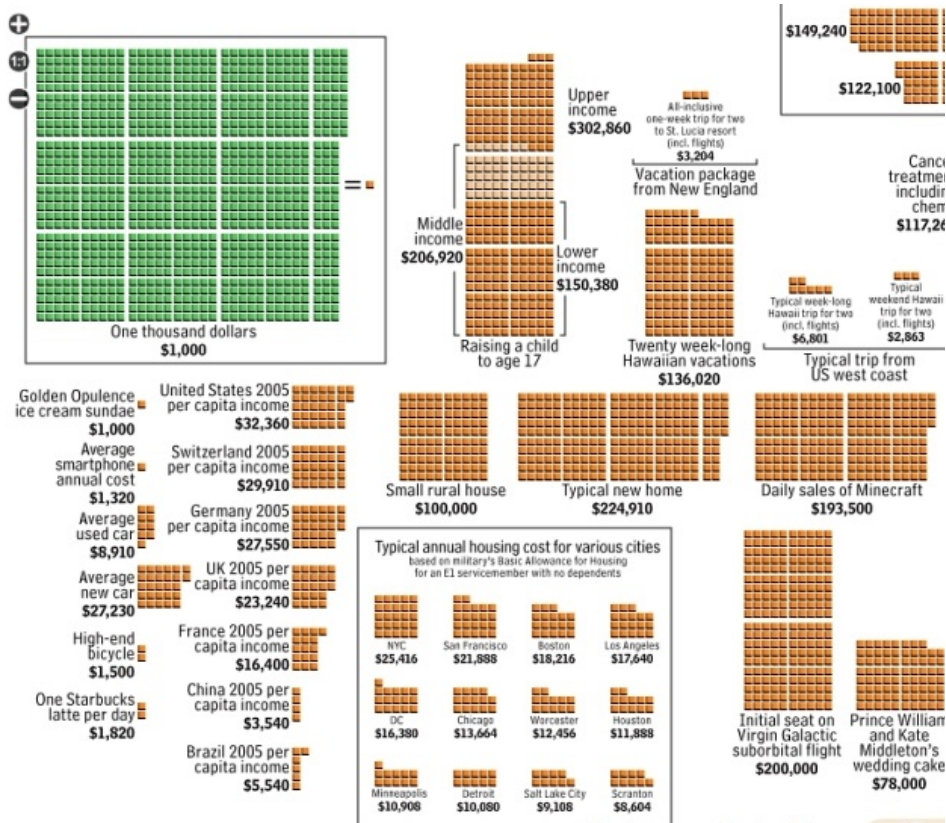 1:1
One thousand dollars
$1,000
=
Upper
income
$302,860
Middle
income
$206,920
Lower
income
$150,380
Raising a child
to age 17
All-inclusive
one-week trip for two
to St. Lucia resort
(incl. flights)
$3,204
Vacation package
from New England
$149,240
$122,100
Twenty week-long
Hawaiian vacations
$136,020
Typical week-long
Hawaii trip for two
(incl. flights)
$6,801
Typical
weekend Hawaii
trip for two
(incl. flights)
$2,863
Typical trip from
US west coast
Golden Opulence
ice cream sundae
$1,000
Average
smartphone
annual cost
$1,320
Average
used car
$8,910
Average
new car
$27,230
High-end
bicycle
$1,500
One Starbucks
latte per day
$1,820
United States 2005
per capita income
$32,360
Switzerland 2005
per capita income
$29,910
Germany 2005
per capita income
$27,550
UK 2005 per
capita income
$23,240
France 2005 per
capita income
$16,400
China 2005 per
capita income
$3,540
Brazil 2005 per
capita income
$5,540
Small rural house
$100,000
Typical new home
$224,910
Daily sales of Minecraft
$193,500
Typical annual housing cost for various cities
based on military's Basic Allowance for Housing
for an E1 servicemember with no dependents
NYC
$25,416
San Francisco
$21,888
Boston
$18,216
Los Angeles
$17,640
DC
$16,380
Chicago
$13,664
Worcester
$12,456
Houston
$11,888
Minneapolis
$10,908
Detroit
$10,080
Salt Lake City
$9,108
Scranton
$8,604
Initial seat on
Virgin Galactic
suborbital flight
$200,000
Prince William
and Kate
Middleton's
wedding cake
$78,000